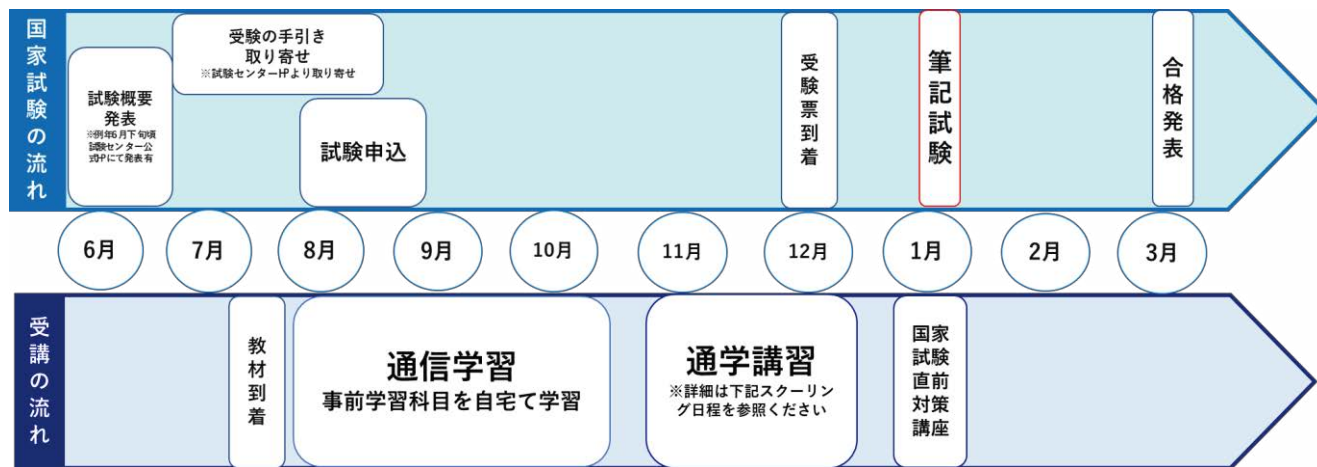 国家試験の流れ
試験概要
発表
※例年6月下旬頃
試験センター公
式HPにて発表有
受験の手引き
取り寄せ
※試験センターHPより取り寄せ
試験申込
受験票到着
筆記試験
合格発表
6月
7月
8月
9月
10月
11月
12月
1月
2月
3月
受講の流れ
教材到着
通信学習
事前学習科目を自宅て学習
通学講習
※詳細は下記スクーリン
グ日程を参照ください
国家
試験
直前
対策
講座